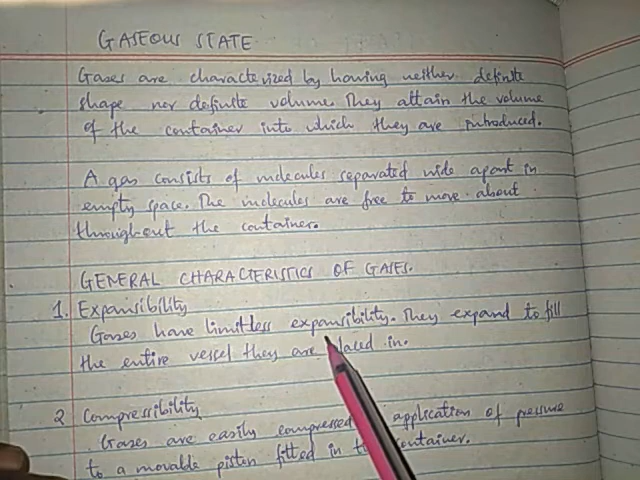 GASEOUS STATE
Gases are characterized by having neither definite
shape nor definite volume. They attain the volume
of the container into which they are introduced.
A gas consists of molecules separated wide apart in
empty space. The molecules are free to move about
throughout the container.
GENERAL CHARACTERISTICS OF GASES.
1. Expansibility
Gases have limitless expansibility. They expand to fill
the entire vessel they are placed in.
2 Compressibility
Gases are easily compressed application of pressure
to a movable piston fitted in container.